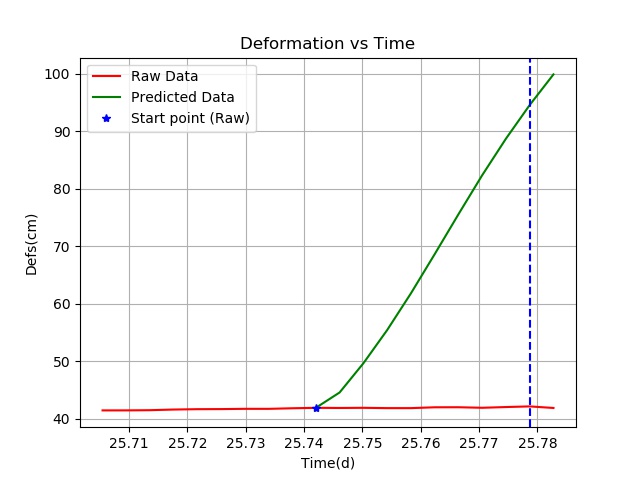 Deformation vs Time
Raw Data
Predicted Data
Start point (Raw)
100
90
80
70
60
50
40
Defs(cm)
25.71 25.72 25.73 25.74 25.75 25.76 25.77 25.78
Time(d)